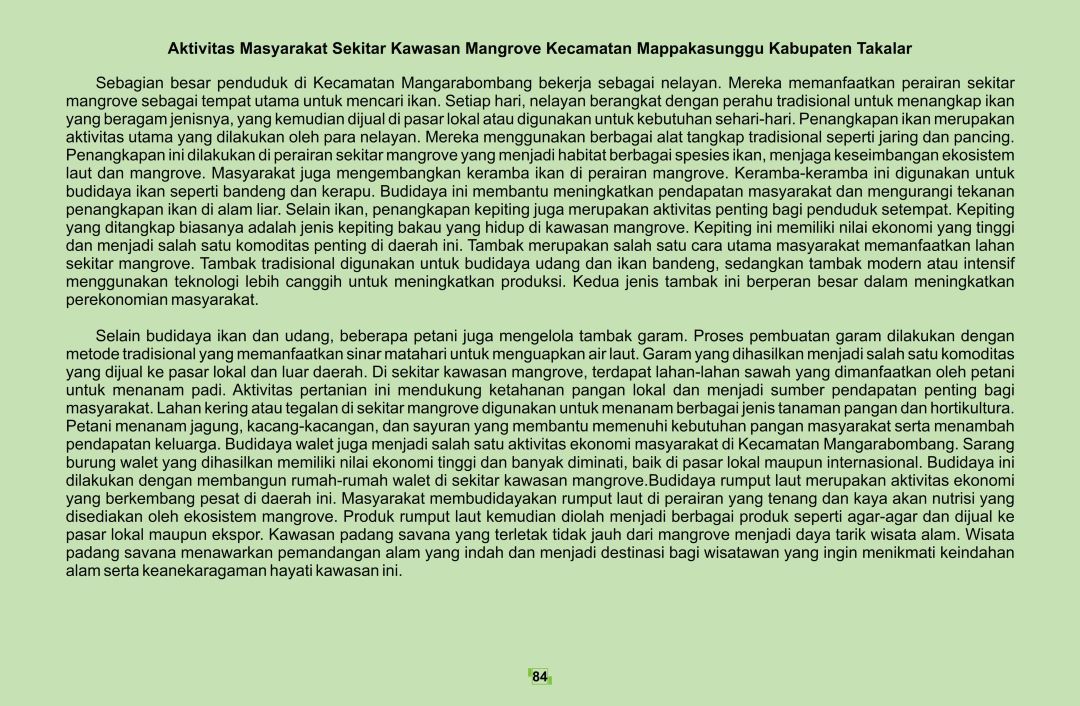 Aktivitas Masyarakat Sekitar Kawasan Mangrove Kecamatan Mappakasunggu Kabupaten Takalar
Sebagian besar penduduk di Kecamatan Mangarabombang bekerja sebagai nelayan. Mereka memanfaatkan perairan sekitar
mangrove sebagai tempat utama untuk mencari ikan. Setiap hari, nelayan berangkat dengan perahu tradisional untuk menangkap ikan
yang beragam jenisnya, yang kemudian dijual di pasar lokal atau digunakan untuk kebutuhan sehari-hari. Penangkapan ikan merupakan
aktivitas utama yang dilakukan oleh para nelayan. Mereka menggunakan berbagai alat tangkap tradisional seperti jaring dan pancing.
Penangkapan ini dilakukan di perairan sekitar mangrove yang menjadi habitat berbagai spesies ikan, menjaga keseimbangan ekosistem
laut dan mangrove. Masyarakat juga mengembangkan keramba ikan di perairan mangrove. Keramba-keramba ini digunakan untuk
budidaya ikan seperti bandeng dan kerapu. Budidaya ini membantu meningkatkan pendapatan masyarakat dan mengurangi tekanan
penangkapan ikan di alam liar. Selain ikan, penangkapan kepiting juga merupakan aktivitas penting bagi penduduk setempat. Kepiting
yang ditangkap biasanya adalah jenis kepiting bakau yang hidup di kawasan mangrove. Kepiting ini memiliki nilai ekonomi yang tinggi
dan menjadi salah satu komoditas penting di daerah ini. Tambak merupakan salah satu cara utama masyarakat memanfaatkan lahan
sekitar mangrove. Tambak tradisional digunakan untuk budidaya udang dan ikan bandeng, sedangkan tambak modern atau intensif
menggunakan teknologi lebih canggih untuk meningkatkan produksi. Kedua jenis tambak ini berperan besar dalam meningkatkan
perekonomian masyarakat.
Selain budidaya ikan dan udang, beberapa petani juga mengelola tambak garam. Proses pembuatan garam dilakukan dengan
metode tradisional yang memanfaatkan sinar matahari untuk menguapkan air laut. Garam yang dihasilkan menjadi salah satu komoditas
yang dijual ke pasar lokal dan luar daerah. Di sekitar kawasan mangrove, terdapat lahan-lahan sawah yang dimanfaatkan oleh petani
untuk menanam padi. Aktivitas pertanian ini mendukung ketahanan pangan lokal dan menjadi sumber pendapatan penting bagi
masyarakat. Lahan kering atau tegalan di sekitar mangrove digunakan untuk menanam berbagai jenis tanaman pangan dan hortikultura.
Petani menanam jagung, kacang-kacangan, dan sayuran yang membantu memenuhi kebutuhan pangan masyarakat serta menambah
pendapatan keluarga. Budidaya walet juga menjadi salah satu aktivitas ekonomi masyarakat di Kecamatan Mangarabombang. Sarang
burung walet yang dihasilkan memiliki nilai ekonomi tinggi dan banyak diminati, baik di pasar lokal maupun internasional. Budidaya ini
dilakukan dengan membangun rumah-rumah walet di sekitar kawasan mangrove.Budidaya rumput laut merupakan aktivitas ekonomi
yang berkembang pesat di daerah ini. Masyarakat membudidayakan rumput laut di perairan yang tenang dan kaya akan nutrisi yang
disediakan oleh ekosistem mangrove. Produk rumput laut kemudian diolah menjadi berbagai produk seperti agar-agar dan dijual ke
pasar lokal maupun ekspor. Kawasan padang savana yang terletak tidak jauh dari mangrove menjadi daya tarik wisata alam. Wisata
padang savana menawarkan pemandangan alam yang indah dan menjadi destinasi bagi wisatawan yang ingin menikmati keindahan
alam serta keanekaragaman hayati kawasan ini.
84